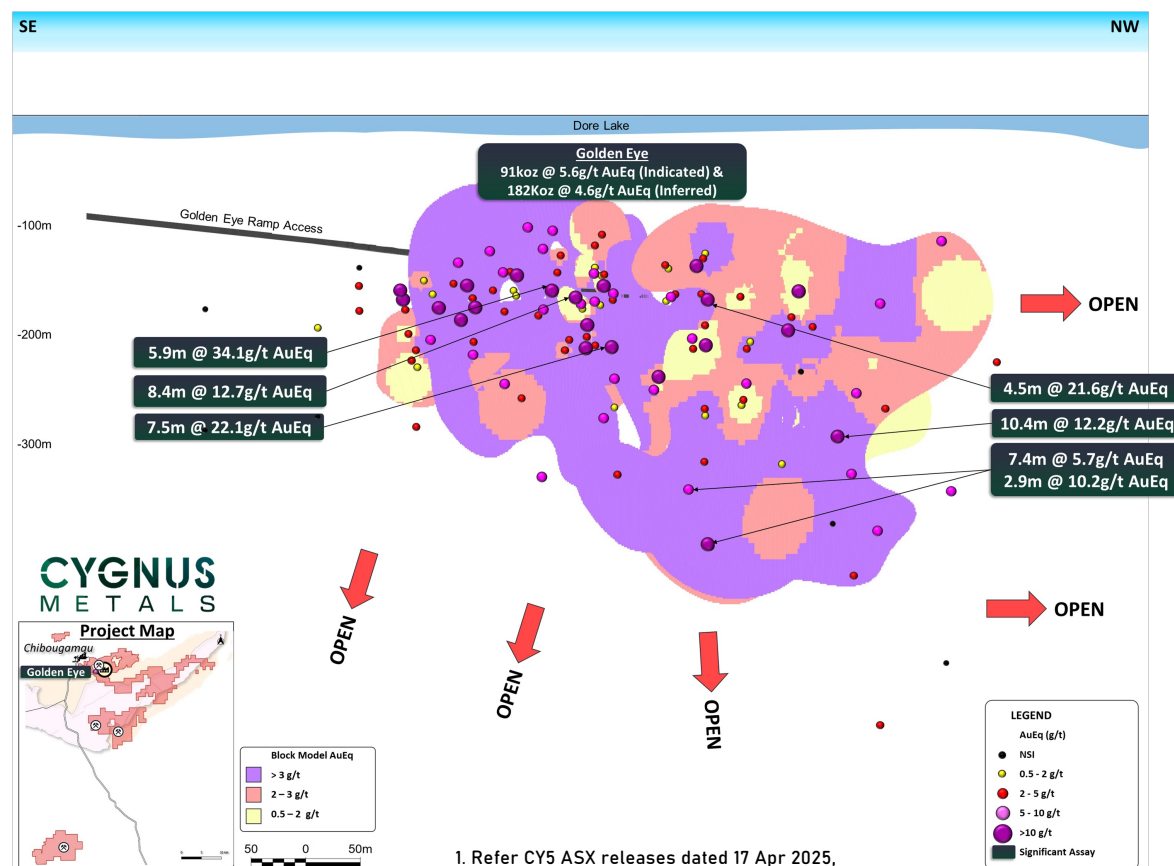 SE
NW
Dore Lake
Golden Eye
91koz @ 5.6g/t AuEq (Indicated) &
182Koz @ 4.6g/t AuEq (Inferred)
-100m
Golden Eye Ramp Access
-200m
OPEN
5.9m @ 34.1g/t AuEq
8.4m @ 12.7g/t AuEq
7.5m @ 22.1g/t AuEq
4.5m @ 21.6g/t AuEq
10.4m @ 12.2g/t AuEq
7.4m @ 5.7g/t AuEq
2.9m @ 10.2g/t AuEq
-300m
OPEN
OPEN
OPEN
OPEN
CYGNUS
METALS
Project Map
Chibougamau
Golden Eye
Block Model AuEq
> 3 g/t
2 – 3 g/t
0.5 – 2 g/t
50 0 50m
LEGEND
AuEq (g/t)
NSI
0.5 - 2 g/t
2 - 5 g/t
5 - 10 g/t
>10 g/t
Significant Assay
1. Refer CY5 ASX releases dated 17 Apr 2025,